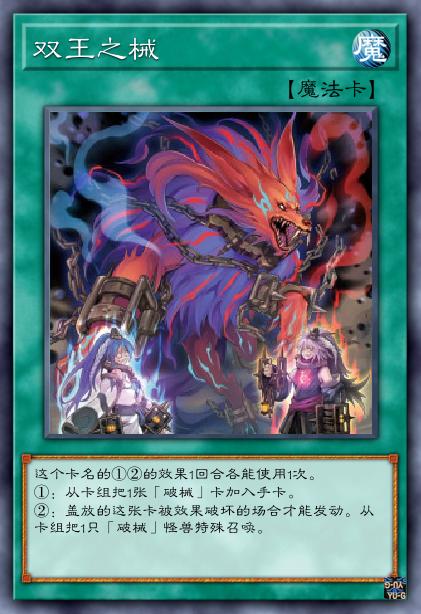 双王之械
魔
【魔法卡】
这个卡名的①②的效果1回合各能使用1次。
①：从卡组把1张「破械」卡加入手卡。
②：盖放的这张卡被效果破坏的场合才能发动。从
卡组把1只「破械」怪兽特殊召唤。